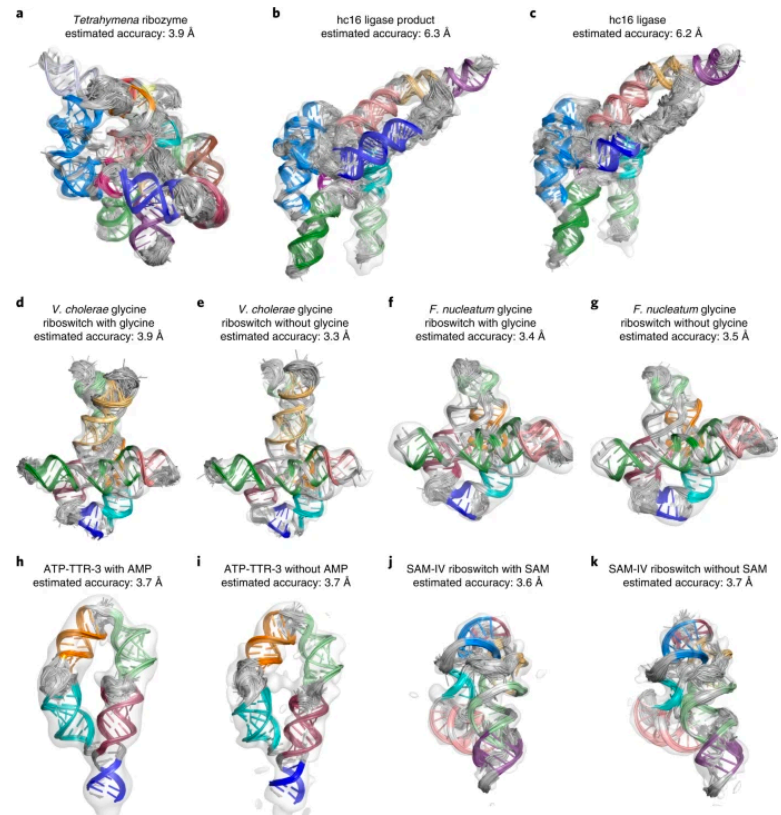 a
Tetrahymena ribozyme
estimated accuracy: 3.9 Å
b
hc16 ligase product
estimated accuracy: 6.3 Å
c
hc16 ligase
estimated accuracy: 6.2 Å
d
V. cholerae glycine
riboswitch with glycine
estimated accuracy: 3.9 Å
e
V. cholerae glycine
riboswitch without glycine
estimated accuracy: 3.3 Å
f
F. nucleatum glycine
riboswitch with glycine
estimated accuracy: 3.4 Å
g
F. nucleatum glycine
riboswitch without glycine
estimated accuracy: 3.5 Å
h
ATP-TTR-3 with AMP
estimated accuracy: 3.7 Å
i
ATP-TTR-3 without AMP
estimated accuracy: 3.7 Å
j
SAM-IV riboswitch with SAM
estimated accuracy: 3.6 Å
k
SAM-IV riboswitch without SAM
estimated accuracy: 3.7 Å